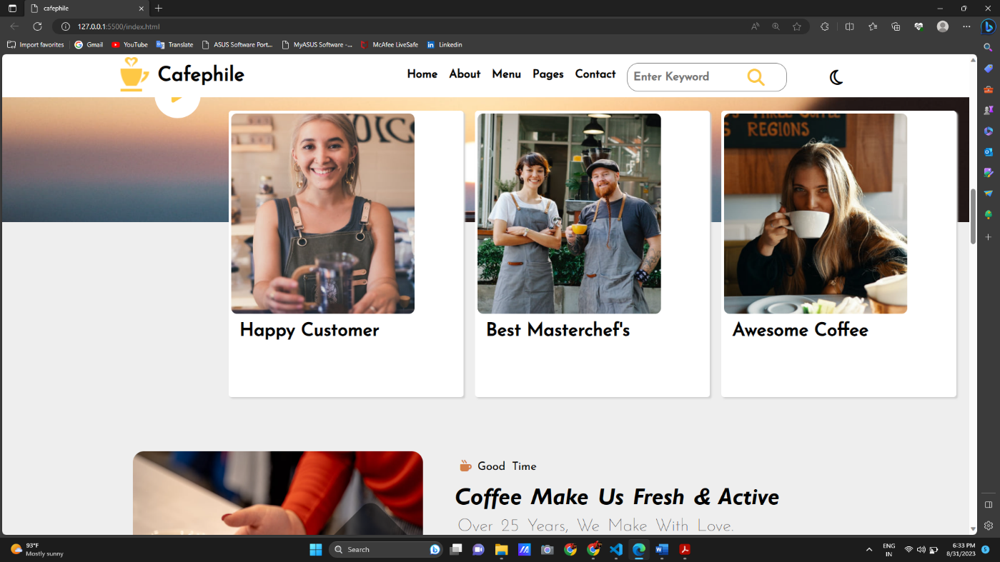 cafephile
127.0.0.1:5500/index.html
Import favorites
Gmail
YouTube
Translate
ASUS Software Port...
MyASUS Software -...
McAfee LiveSafe
Linkedin
Cafephile
Home
About
Menu
Pages
Contact
Enter Keyword
COFFEE
REGIONS
Happy Customer
Best Masterchef's
Awesome Coffee
Good Time
Coffee Make Us Fresh & Active
Over 25 Years, We Make With Love.
93°F
Mostly sunny
Search
ENG
IN
6:33 PM
8/31/2023
5